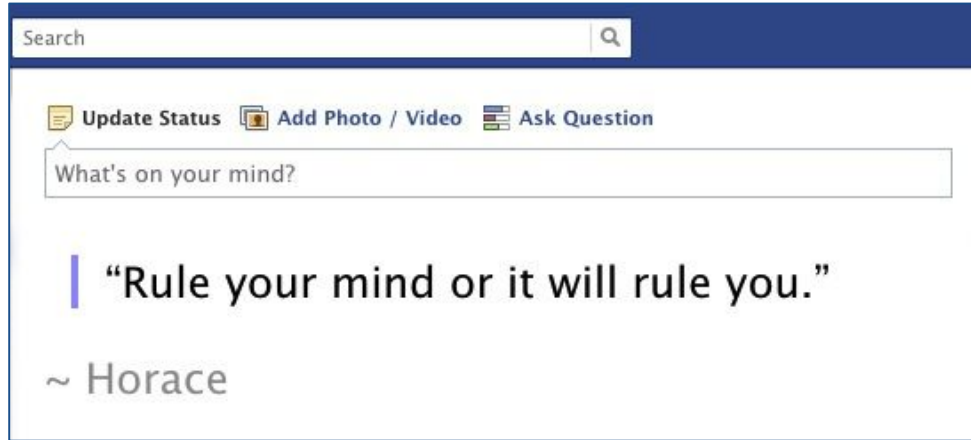 Search
Update Status Add Photo / Video Ask Question
What's on your mind?
“Rule your mind or it will rule you.”
~ Horace